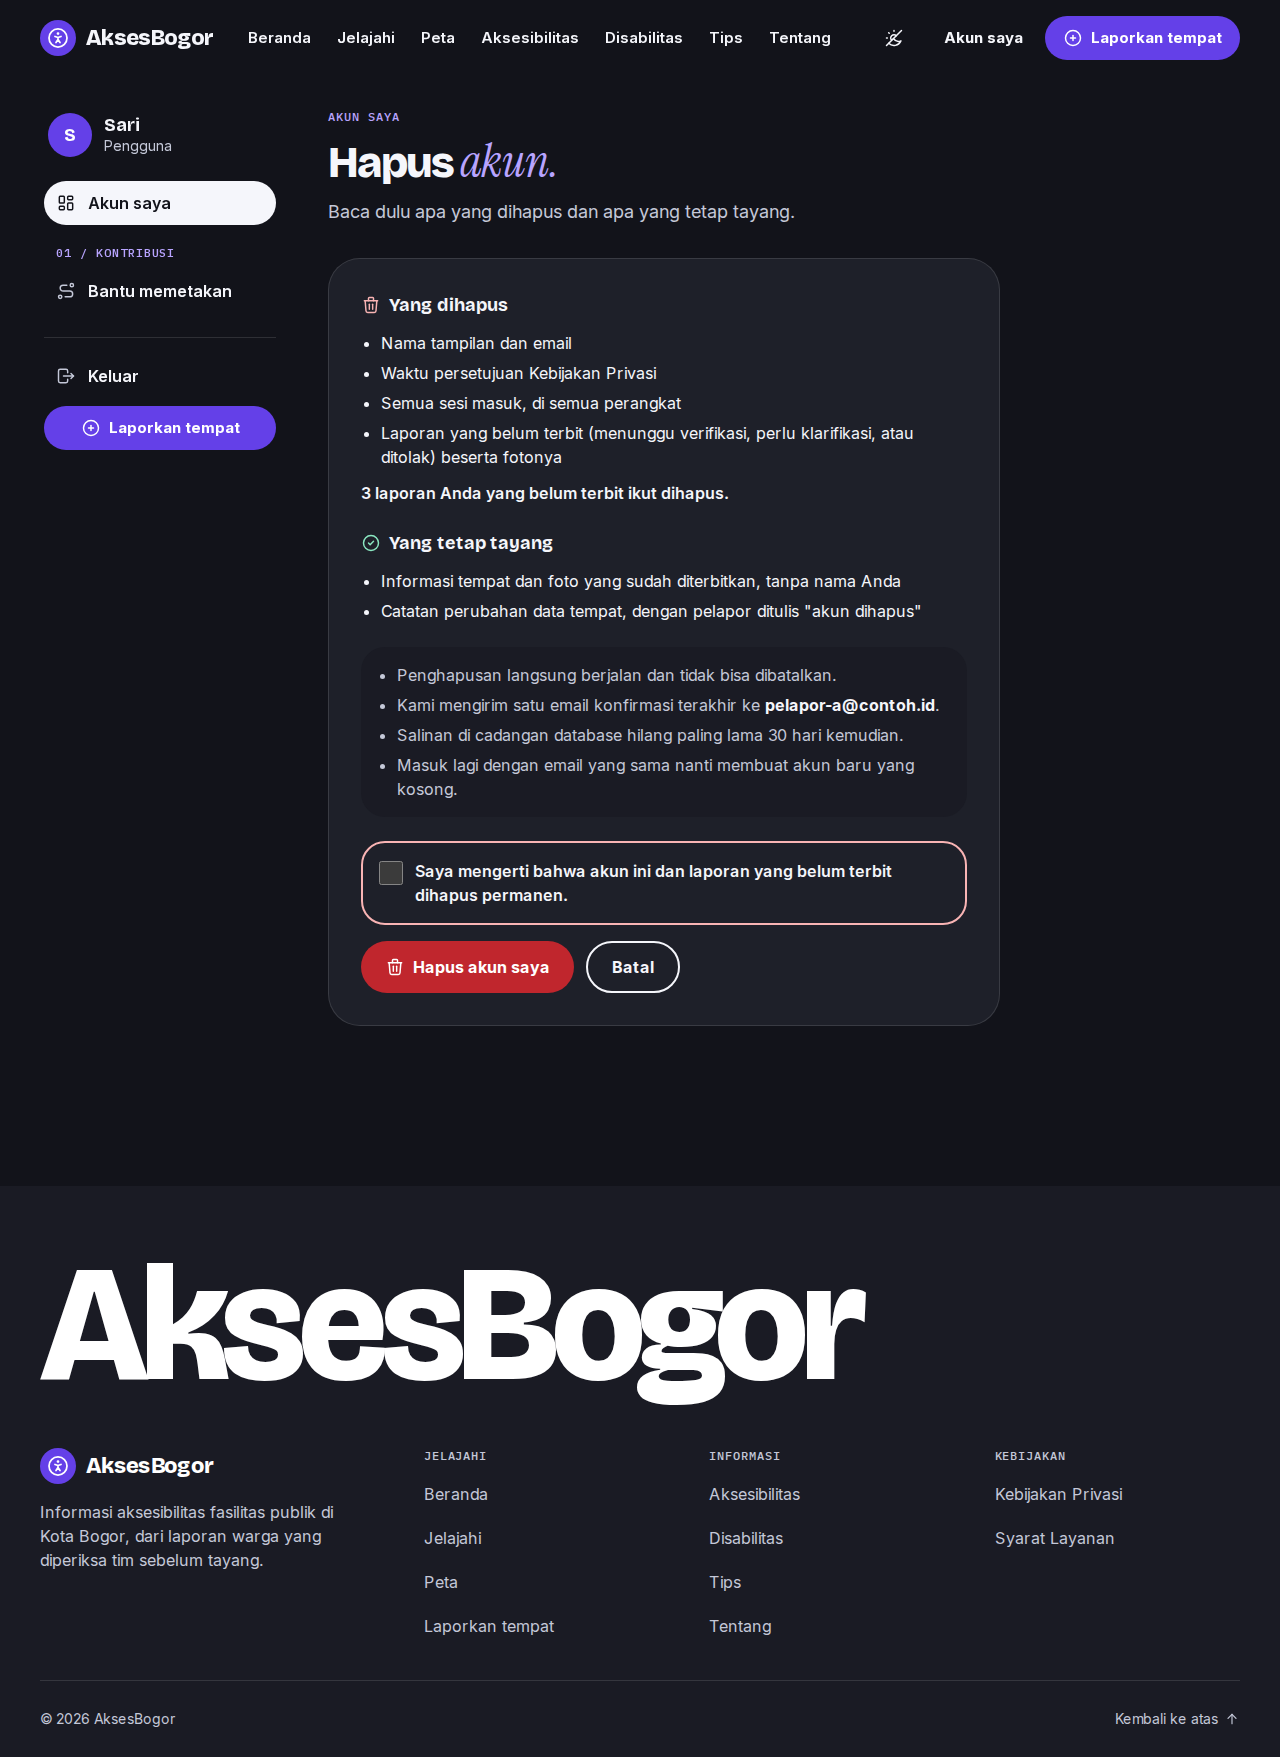 AksesBogor
Beranda
Jelajahi
Peta
Aksesibilitas
Disabilitas
Tips
Tentang
Akun saya
Laporkan tempat
S
Sari
Pengguna
Akun saya
01 / KONTRIBUSI
Bantu memetakan
Keluar
Laporkan tempat
AKUN SAYA
Hapus akun.
Baca dulu apa yang dihapus dan apa yang tetap tayang.
Yang dihapus
• Nama tampilan dan email
• Waktu persetujuan Kebijakan Privasi
• Semua sesi masuk, di semua perangkat
• Laporan yang belum terbit (menunggu verifikasi, perlu klarifikasi, atau
ditolak) beserta fotonya
3 laporan Anda yang belum terbit ikut dihapus.
Yang tetap tayang
• Informasi tempat dan foto yang sudah diterbitkan, tanpa nama Anda
• Catatan perubahan data tempat, dengan pelapor ditulis "akun dihapus"
• Penghapusan langsung berjalan dan tidak bisa dibatalkan.
• Kami mengirim satu email konfirmasi terakhir ke pelapor-a@contoh.id.
• Salinan di cadangan database hilang paling lama 30 hari kemudian.
• Masuk lagi dengan email yang sama nanti membuat akun baru yang
kosong.
Saya mengerti bahwa akun ini dan laporan yang belum terbit
dihapus permanen.
Hapus akun saya
Batal
AksesBogor
AksesBogor
Informasi aksesibilitas fasilitas publik di
Kota Bogor, dari laporan warga yang
diperiksa tim sebelum tayang.
JELAJAHI
Beranda
Jelajahi
Peta
Laporkan tempat
INFORMASI
Aksesibilitas
Disabilitas
Tips
Tentang
KEBIJAKAN
Kebijakan Privasi
Syarat Layanan
© 2026 AksesBogor
Kembali ke atas ↑